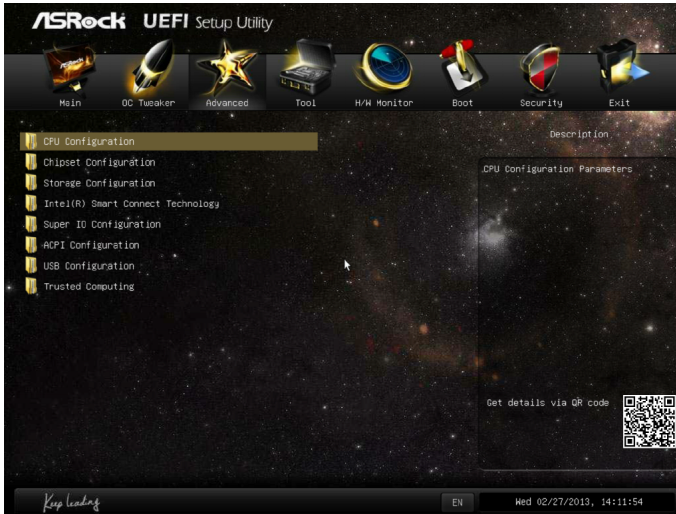 ASRock UEFI Setup Utility
ASRock
Main OC Tweaker Advanced Tool H/W Monitor Boot Security Exit
Description
CPU Configuration
Chipset Configuration
Storage Configuration
Intel(R) Smart Connect Technology
Super IO Configuration
ACPI Configuration
USB Configuration
Trusted Computing
CPU Configuration Parameters
Get details via QR code
Keep leading
EN
Wed 02/27/2013, 14:11:54